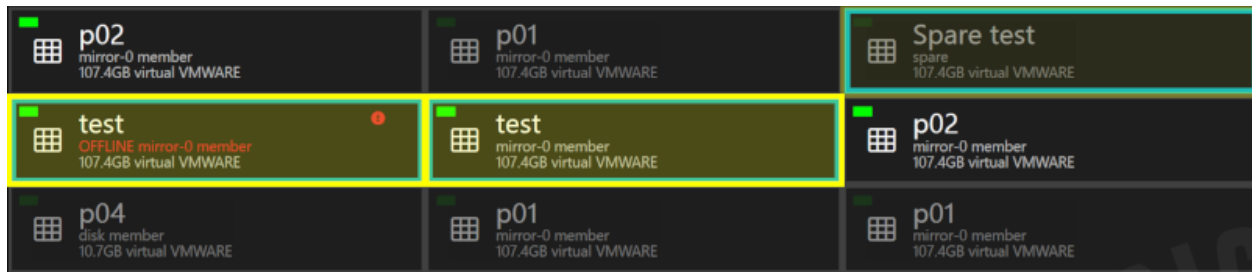 p02
mirror-0 member
107.4GB virtual VMWARE
p01
mirror-0 member
107.4GB virtual VMWARE
Spare test
spare
107.4GB virtual VMWARE
test
OFFLINE mirror-0 member
107.4GB virtual VMWARE
test
mirror-0 member
107.4GB virtual VMWARE
p02
mirror-0 member
107.4GB virtual VMWARE
p04
disk member
10.7GB virtual VMWARE
p01
mirror-0 member
107.4GB virtual VMWARE
p01
mirror-0 member
107.4GB virtual VMWARE